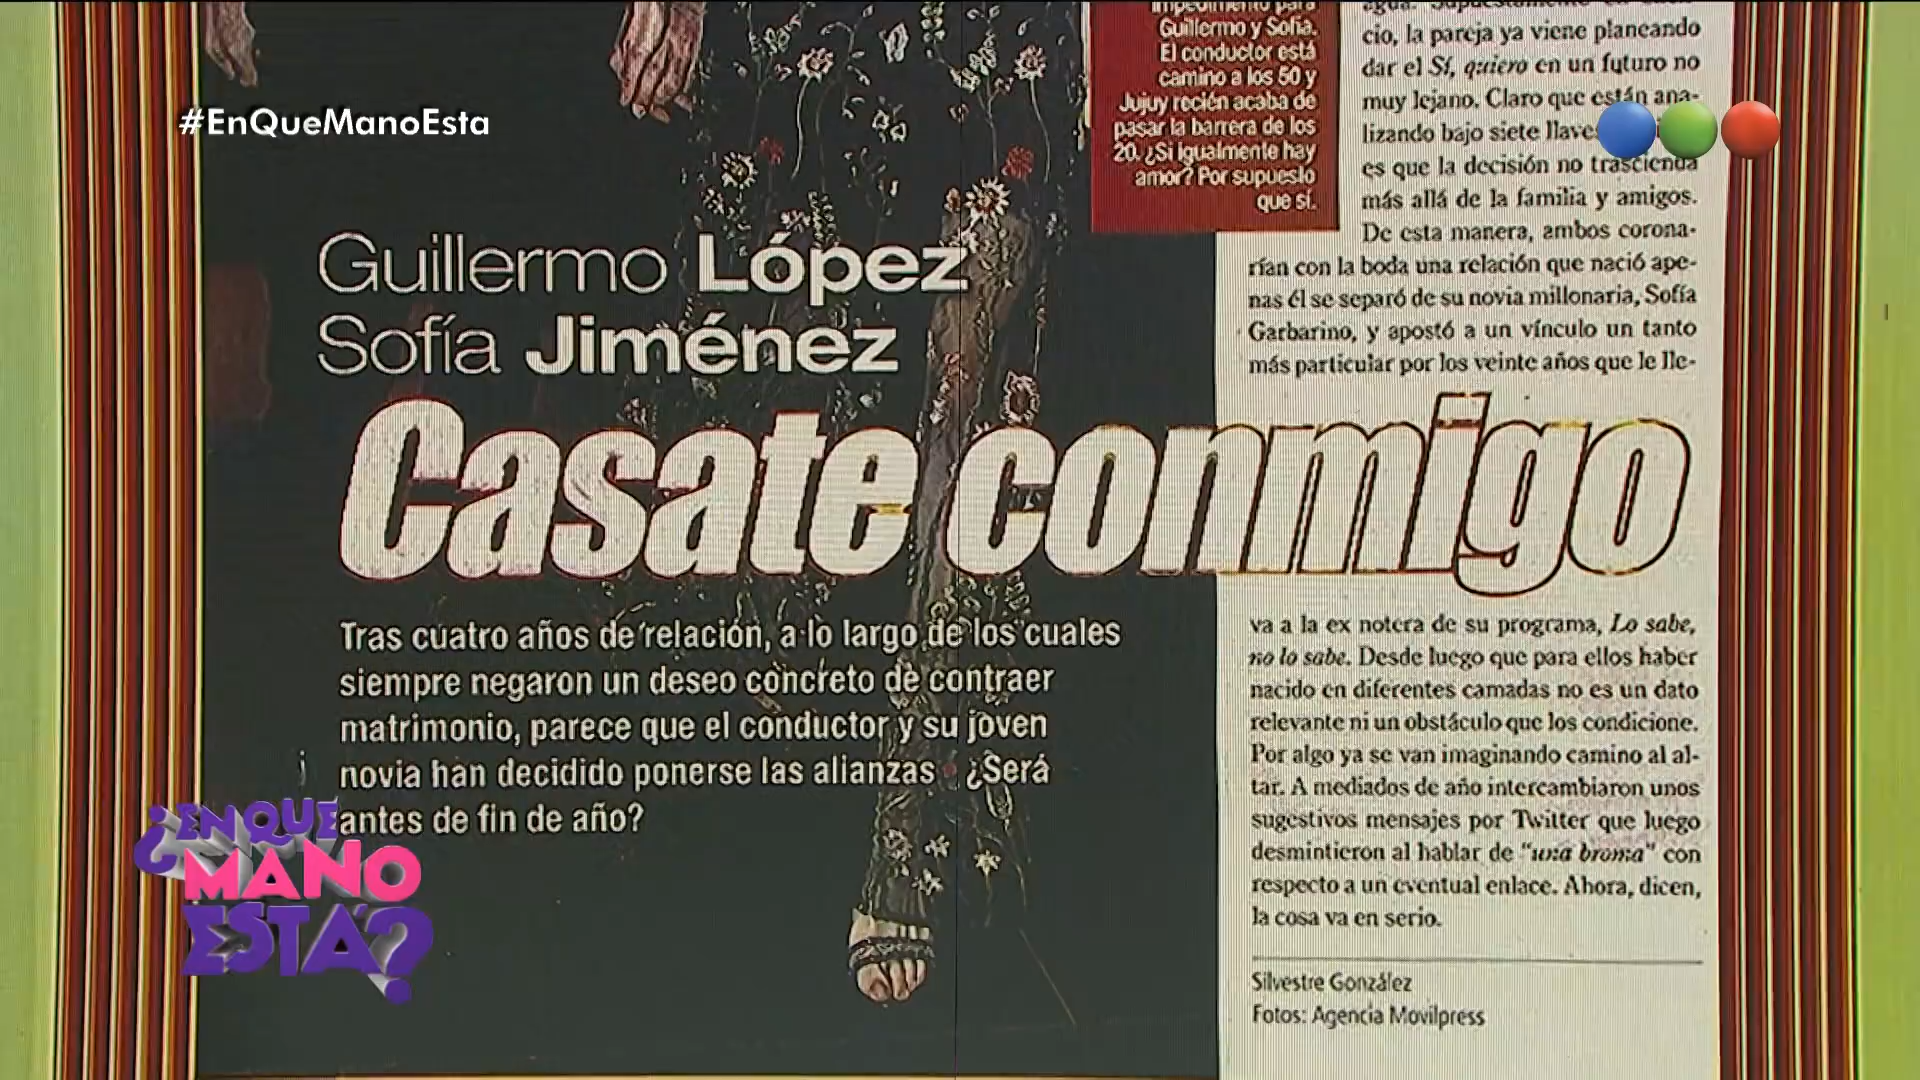 #EnQueManoEsta
impedimento para
Guillermo y Sofía.
El conductor está
camino a los 50 y
Jujuy recién acaba de
pasar la barrera de los
20. ¿Si igualmente hay
amor? Por supuesto
que sí.
cio, la pareja ya viene planeando
dar el Sí, quiero en un futuro no
muy lejano. Claro que están ana-
lizando bajo siete llaves
es que la decisión no trascienda
más allá de la familia y amigos.
De esta manera, ambos corona-
rían con la boda una relación que nació ape-
nas él se separó de su novia millonaria, Sofía
Garbarino, y apostó a un vínculo un tanto
más particular por los veinte años que le lle-
Guillermo López
Sofía Jiménez
Casate conmigo
Tras cuatro años de relación, a lo largo de los cuales
siempre negaron un deseo concreto de contraer
matrimonio, parece que el conductor y su joven
novia han decidido ponerse las alianzas ¿Será
antes de fin de año?
va a la ex notera de su programa, Lo sabe,
no lo sabe. Desde luego que para ellos haber
nacido en diferentes camadas no es un dato
relevante ni un obstáculo que los condicione.
Por algo ya se van imaginando camino al al-
tar. A mediados de año intercambiaron unos
sugestivos mensajes por Twitter que luego
desmintieron al hablar de "una broma" con
respecto a un eventual enlace. Ahora, dicen,
la cosa va en serio.
Silvestre González
Fotos: Agencia Movilpress
¿EN QUE
MANO
ESTÁ?